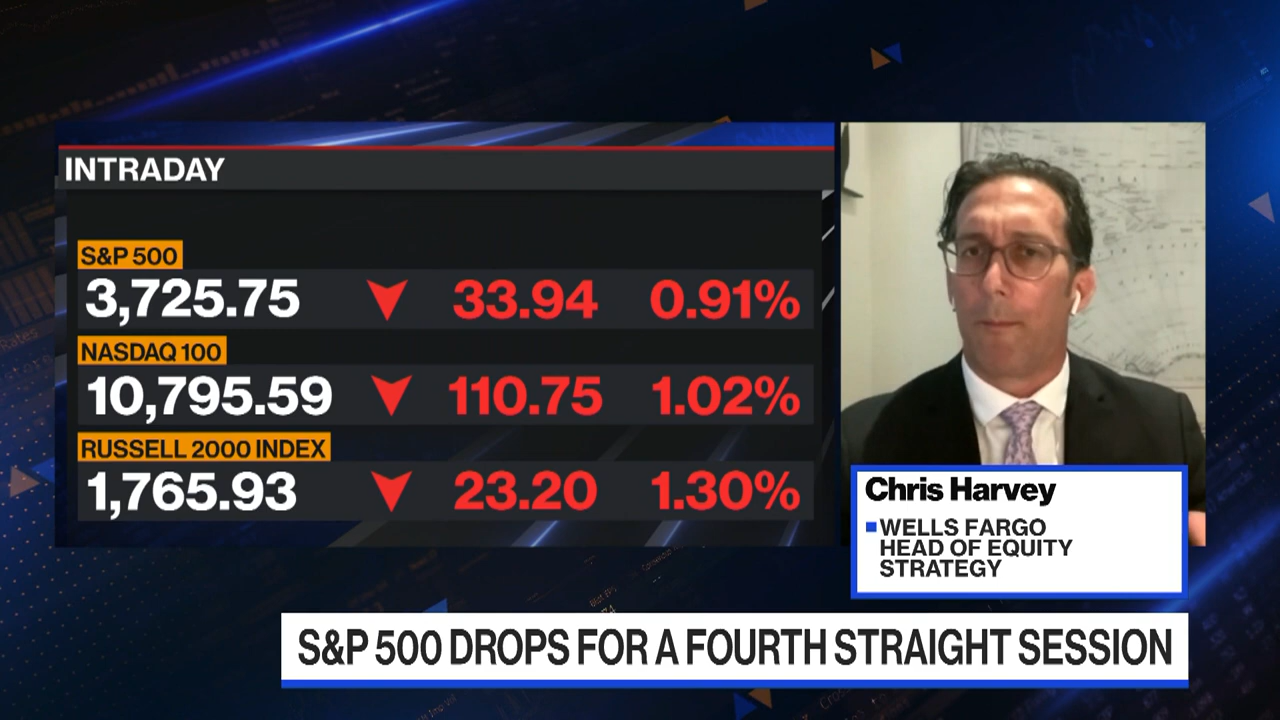 INTRADAY
S&P 500
3,725.75 33.94 0.91%
NASDAQ 100
10,795.59 110.75 1.02%
RUSSELL 2000 INDEX
1,765.93 23.20 1.30%
Chris Harvey
WELLS FARGO
HEAD OF EQUITY
STRATEGY
S&P 500 DROPS FOR A FOURTH STRAIGHT SESSION